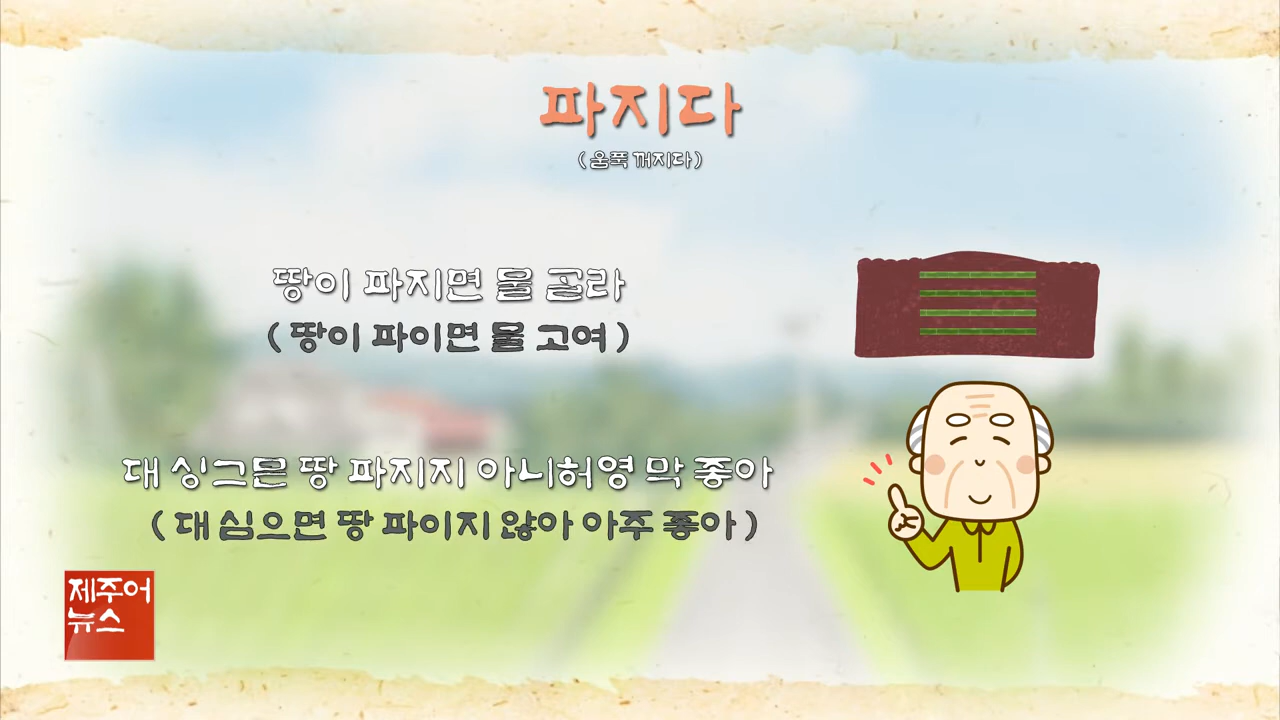 파지다
( 움푹 꺼지다 )
땅이 파지면 물 골라
( 땅이 파이면 물 고여 )
대 싱그믄 땅 파지지 아니허영 막 좋아
( 대 심으면 땅 파이지 않아 아주 좋아 )
제주어
뉴스